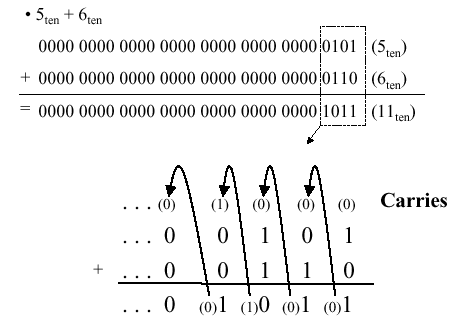 • 5ten + 6ten
0000 0000 0000 0000 0000 0000 0000 0101 (5ten)
+ 0000 0000 0000 0000 0000 0000 0000 0110 (6ten)
= 0000 0000 0000 0000 0000 0000 0000 1011 (11ten)
. . . (0) (1) (0) (0) (0) Carries
. . . 0 0 1 0 1
+ . . . 0 0 1 1 0
. . . 0 (0)1 (1)0 (0)1 (0)1